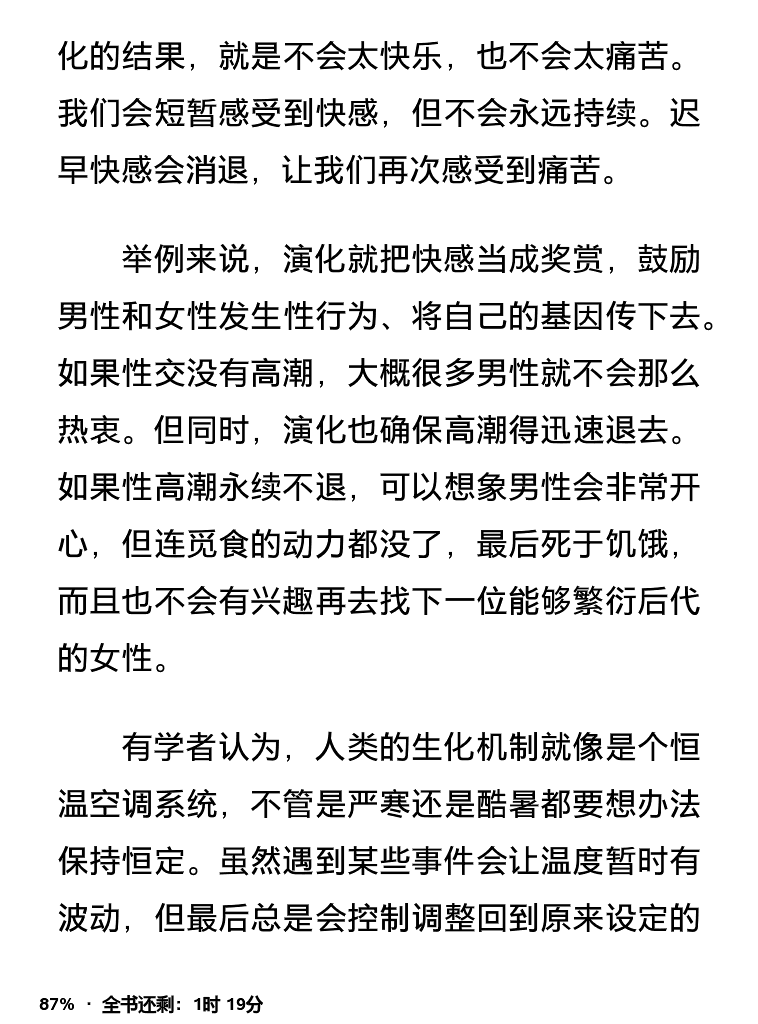 化的结果，就是不会太快乐，也不会太痛苦。
我们会短暂感受到快感，但不会永远持续。迟
早快感会消退，让我们再次感受到痛苦。
举例来说，演化就把快感当成奖赏，鼓励
男性和女性发生性行为、将自己的基因传下去。
如果性交没有高潮，大概很多男性就不会那么
热衷。但同时，演化也确保高潮得迅速退去。
如果性高潮永续不退，可以想象男性会非常开
心，但连觅食的动力都没了，最后死于饥饿，
而且也不会有兴趣再去找下一位能够繁衍后代
的女性。
有学者认为，人类的生化机制就像是个恒
温空调系统，不管是严寒还是酷暑都要想办法
保持恒定。虽然遇到某些事件会让温度暂时有
波动，但最后总是会控制调整回到原来设定的
87% · 全书还剩：1时 19分